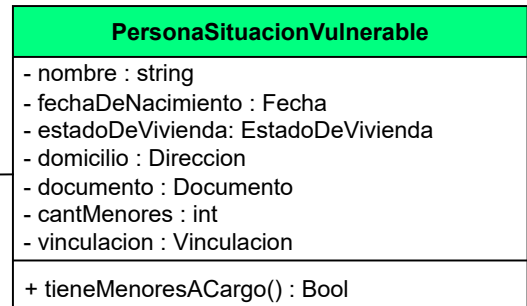 PersonaSituacionVulnerable
- nombre : string
- fechaDeNacimiento : Fecha
- estadoDeVivienda: EstadoDeVivienda
- domicilio : Direccion
- documento : Documento
- cantMenores : int
- vinculacion : Vinculacion
+ tieneMenoresACargo() : Bool